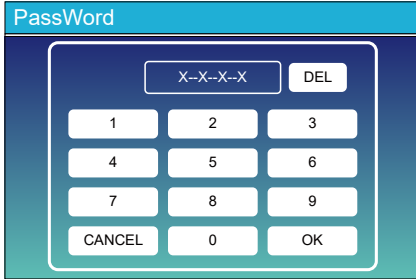 PassWord
X--X--X--X DEL
1 2 3
4 5 6
7 8 9
CANCEL 0 OK